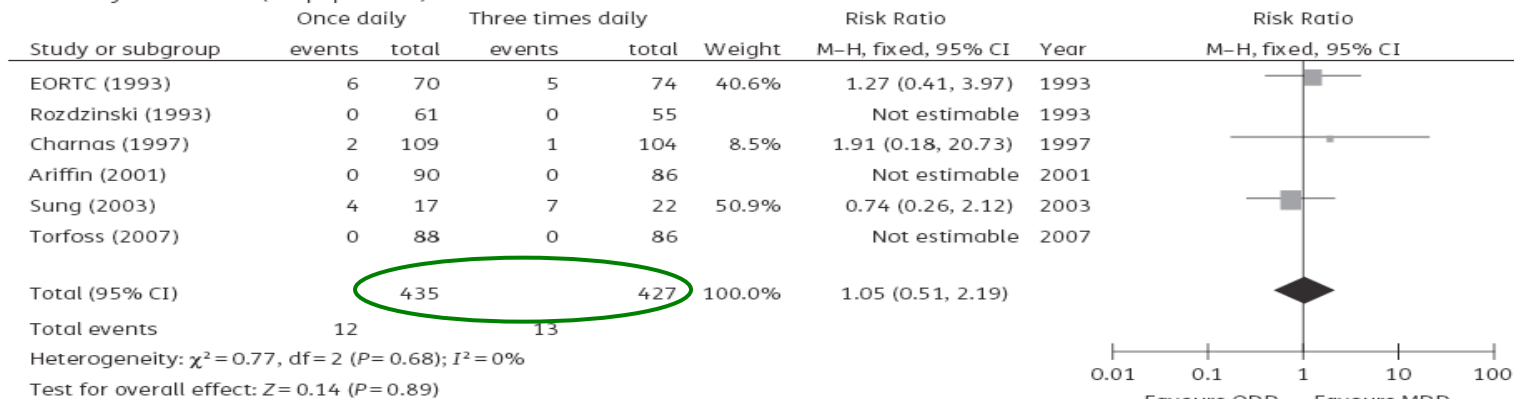 Once daily Three times daily Risk Ratio Risk Ratio
Study or subgroup events total events total Weight M–H, fixed, 95% CI Year M–H, fixed, 95% CI
EORTC (1993) 6 70 5 74 40.6% 1.27 (0.41, 3.97) 1993
Rozdzinski (1993) 0 61 0 55 Not estimable 1993
Charnas (1997) 2 109 1 104 8.5% 1.91 (0.18, 20.73) 1997
Ariffin (2001) 0 90 0 86 Not estimable 2001
Sung (2003) 4 17 7 22 50.9% 0.74 (0.26, 2.12) 2003
Torfoss (2007) 0 88 0 86 Not estimable 2007
Total (95% CI) 435 427 100.0% 1.05 (0.51, 2.19)
Total events 12 13
Heterogeneity: χ² = 0.77, df = 2 (P = 0.68); I² = 0%
Test for overall effect: Z = 0.14 (P = 0.89)
0.01 0.1 1 10 100
Favours ODD Favours MDD